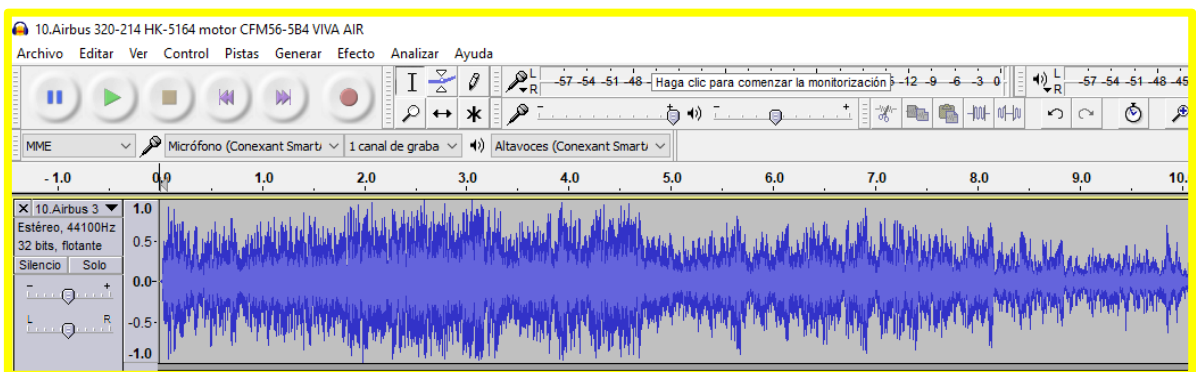 10.Airbus 320-214 HK-5164 motor CFM56-5B4 VIVA AIR
Archivo Editar Ver Control Pistas Generar Efecto Analizar Ayuda
L R -57 -54 -51 -48 - Haga clic para comenzar la monitorización -12 -9 -6 -3 0 L R -57 -54 -51 -48 -45
- + - +
MME Micrófono (Conexant Smart 1 canal de graba Altavoces (Conexant Smart
- 1.0 0.0 1.0 2.0 3.0 4.0 5.0 6.0 7.0 8.0 9.0 10.
X 10.Airbus 3 1.0
Estéreo, 44100Hz
32 bits, flotante 0.5
Silencio Solo
- + 0.0
L R -0.5
-1.0